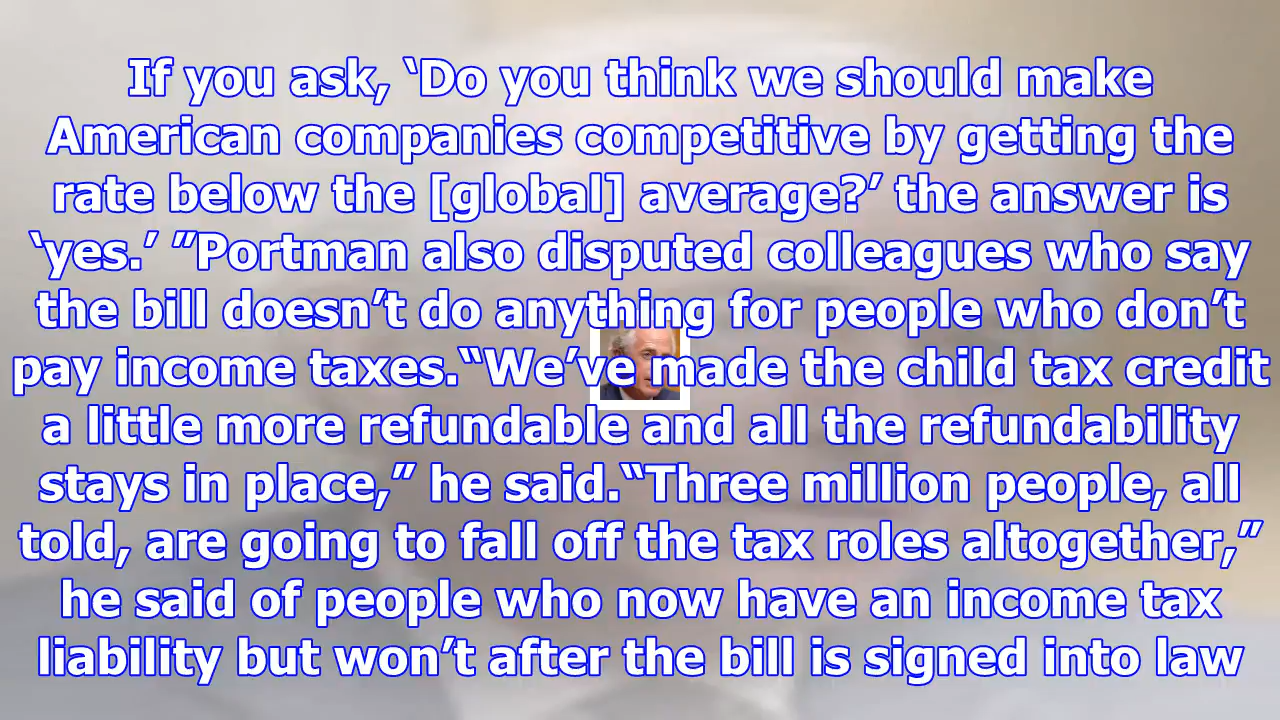 If you ask, ‘Do you think we should make
American companies competitive by getting the
rate below the [global] average?’ the answer is
‘yes.’ ”Portman also disputed colleagues who say
the bill doesn’t do anything for people who don’t
pay income taxes.“We’ve made the child tax credit
a little more refundable and all the refundability
stays in place,” he said.“Three million people, all
told, are going to fall off the tax roles altogether,”
he said of people who now have an income tax
liability but won’t after the bill is signed into law